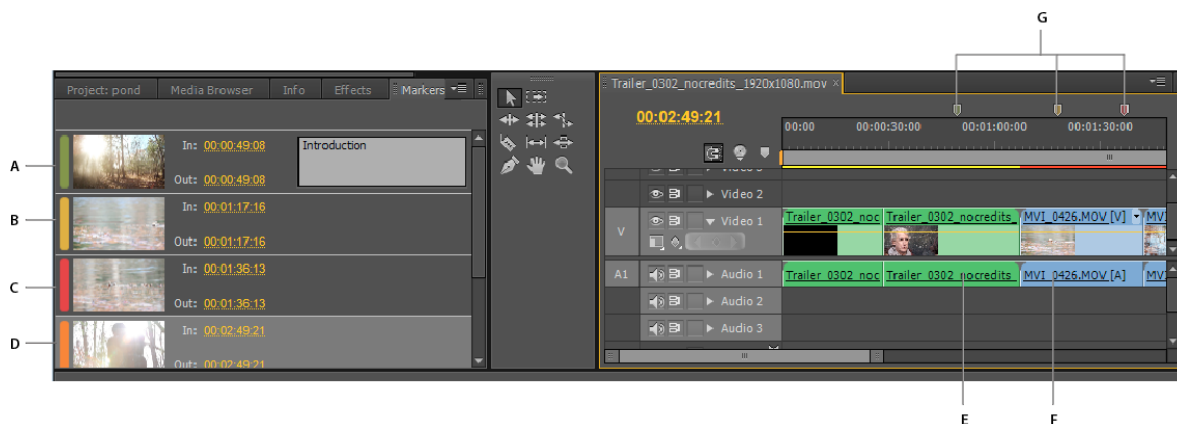 G
Project: pond Media Browser Info Effects Markers
Trailer_0302_nocredits_1920x1080.mov ×
00:02:49:21
00:00 00:00:30:00 00:01:00:00 00:01:30:00
A
In: 00:00:49:08
Out: 00:00:49:08
Introduction
B
In: 00:01:17:16
Out: 00:01:17:16
C
In: 00:01:36:13
Out: 00:01:36:13
D
In: 00:02:49:21
Out: 00:02:49:21
Video 2
V
Video 1
Trailer_0302_noc Trailer_0302_nocredits_ MVI_0426.MOV [V] MVI
A1
Audio 1
Trailer_0302_noc Trailer_0302_nocredits_ MVI_0426.MOV [A] MVI
Audio 2
Audio 3
E
F